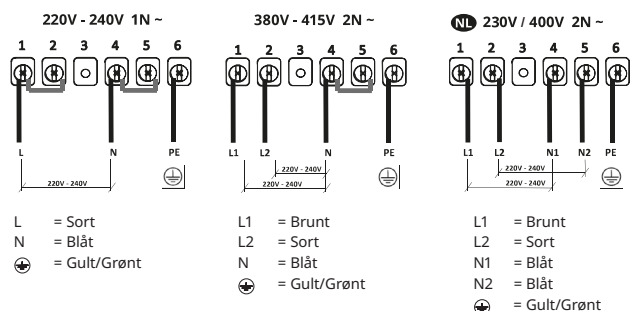 220V - 240V 1N ~
1 2 3 4 5 6
L N PE
220V - 240V
L = Sort
N = Blåt
= Gult/Grønt
380V - 415V 2N ~
1 2 3 4 5 6
L1 L2 N PE
220V - 240V
220V - 240V
L1 = Brunt
L2 = Sort
N = Blåt
= Gult/Grønt
NL 230V / 400V 2N ~
1 2 3 4 5 6
L1 L2 N1 N2 PE
220V - 240V
220V - 240V
L1 = Brunt
L2 = Sort
N1 = Blåt
N2 = Blåt
= Gult/Grønt